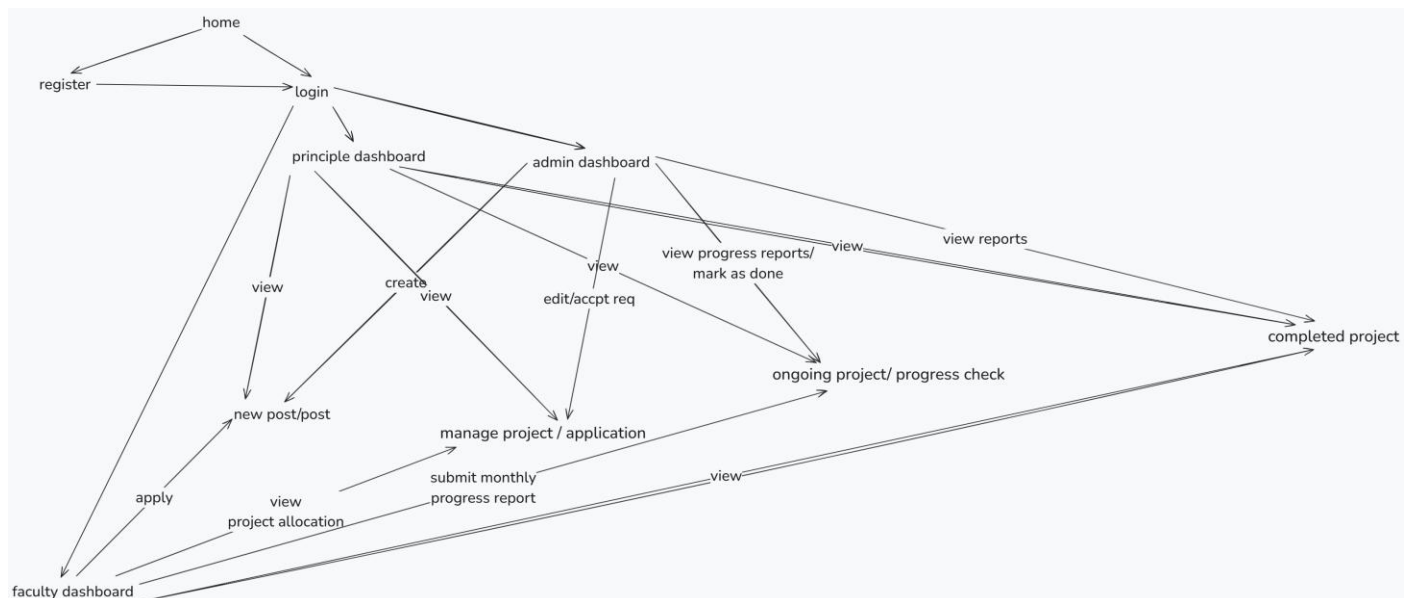 home
register
login
principle dashboard
admin dashboard
view reports
view
view progress reports/
mark as done
view
create
view
view
edit/accpt req
completed project
ongoing project/ progress check
new post/post
manage project / application
submit monthly
progress report
view
apply
view
project allocation
faculty dashboard